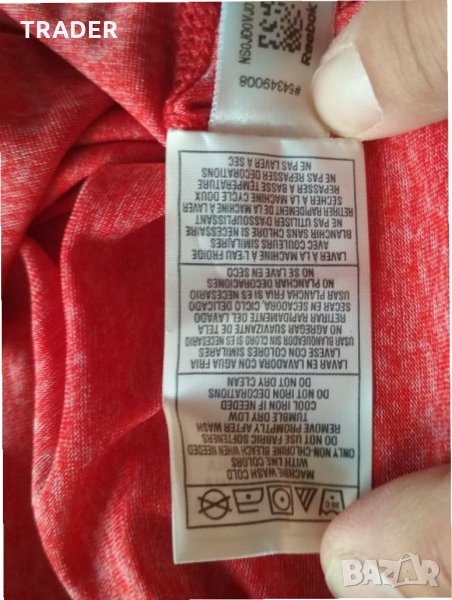 TRADER
MACHINE WASH COLD
WITH LIKE COLORS
ONLY NON-CHLORINE BLEACH WHEN NEEDED
DO NOT USE FABRIC SOFTENERS
REMOVE PROMPTLY AFTER WASH
TUMBLE DRY LOW
COOL IRON IF NEEDED
DO NOT IRON DECORATIONS
DO NOT DRY CLEAN
LAVAR EN LAVADORA CON AGUA FRIA
LAVESE CON COLORES SIMILARES
USAR BLANQUEADOR SIN CLORO SI ES NECESARIO
NO AGREGAR SUAVIZANTE DE TELA
RETIRAR RAPIDAMENTE DEL LAVADO
SECAR EN SECADORA, CICLO DELICADO
USAR PLANCHA FRIA SI ES NECESARIO
NO PLANCHAR DECORACIONES
NO SE LAVE EN SECO
LAVER A LA MACHINE A L'EAU FROIDE
AVEC COULEURS SIMILAIRES
BLANCHIR SANS CHLORE SI NECESSAIRE
NE PAS UTILISER D'ASSOUPLISSANT
RETIRER RAPIDEMENT DE LA MACHINE A LAVER
SECHER A LA MACHINE CYCLE DOUX
REPASSER A BASSE TEMPERATURE
NE PAS REPASSER DECORATIONS
NE PAS LAVER A SEC
#54349008
Reebok
BAZAR